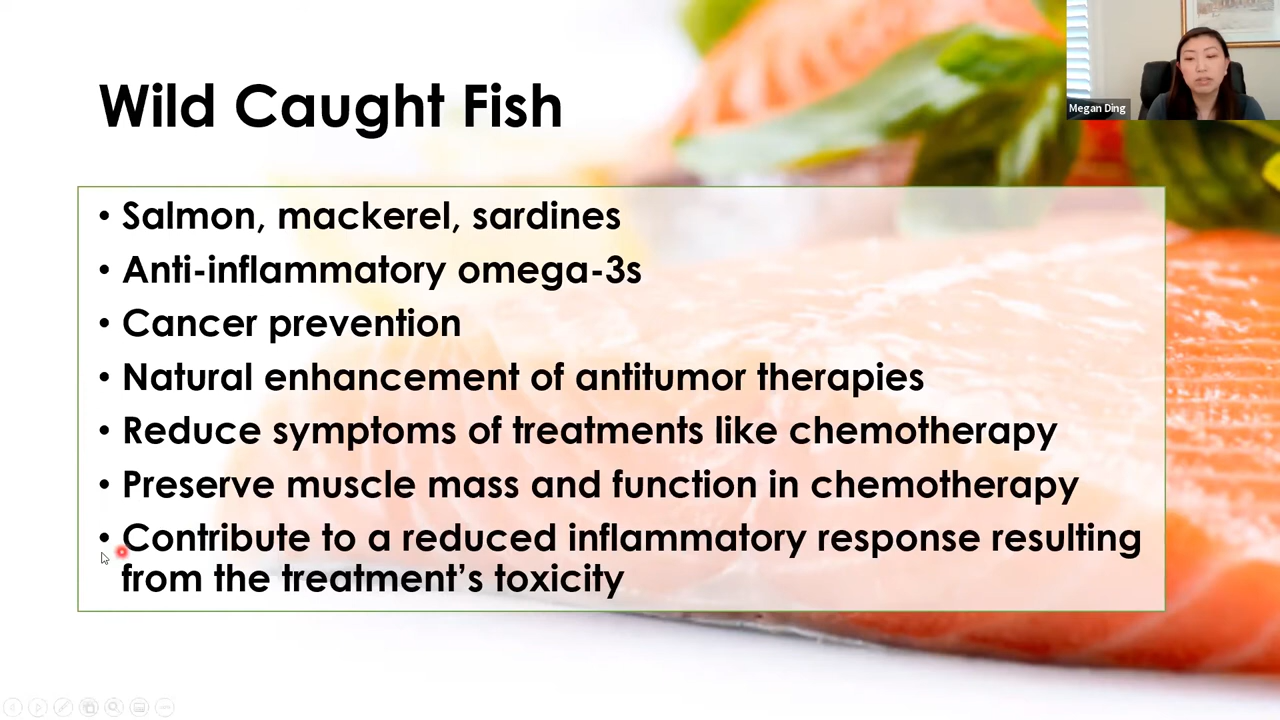 Megan Ding
Wild Caught Fish
• Salmon, mackerel, sardines
• Anti-inflammatory omega-3s
• Cancer prevention
• Natural enhancement of antitumor therapies
• Reduce symptoms of treatments like chemotherapy
• Preserve muscle mass and function in chemotherapy
• Contribute to a reduced inflammatory response resulting
from the treatment’s toxicity